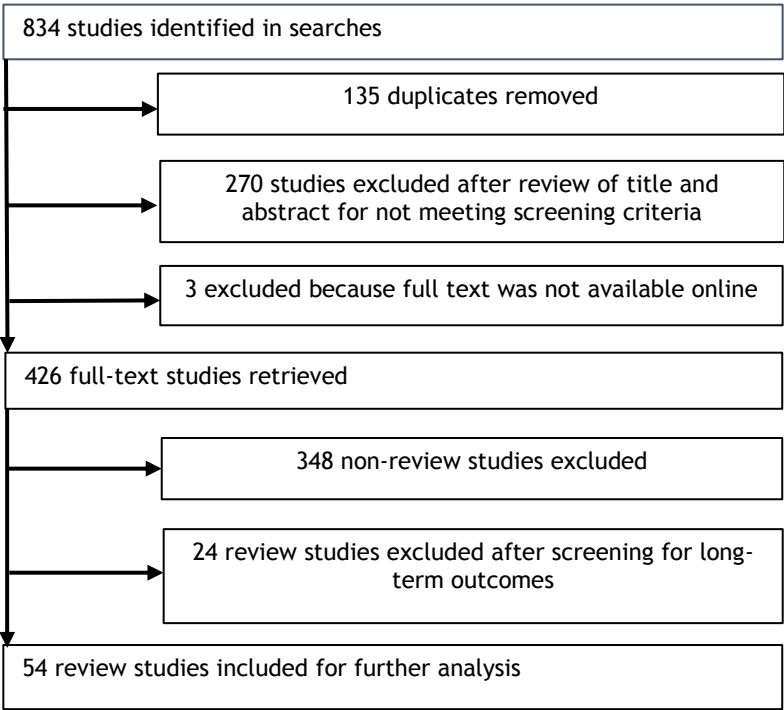 834 studies identified in searches
135 duplicates removed
270 studies excluded after review of title and
abstract for not meeting screening criteria
3 excluded because full text was not available online
426 full-text studies retrieved
348 non-review studies excluded
24 review studies excluded after screening for long-
term outcomes
54 review studies included for further analysis